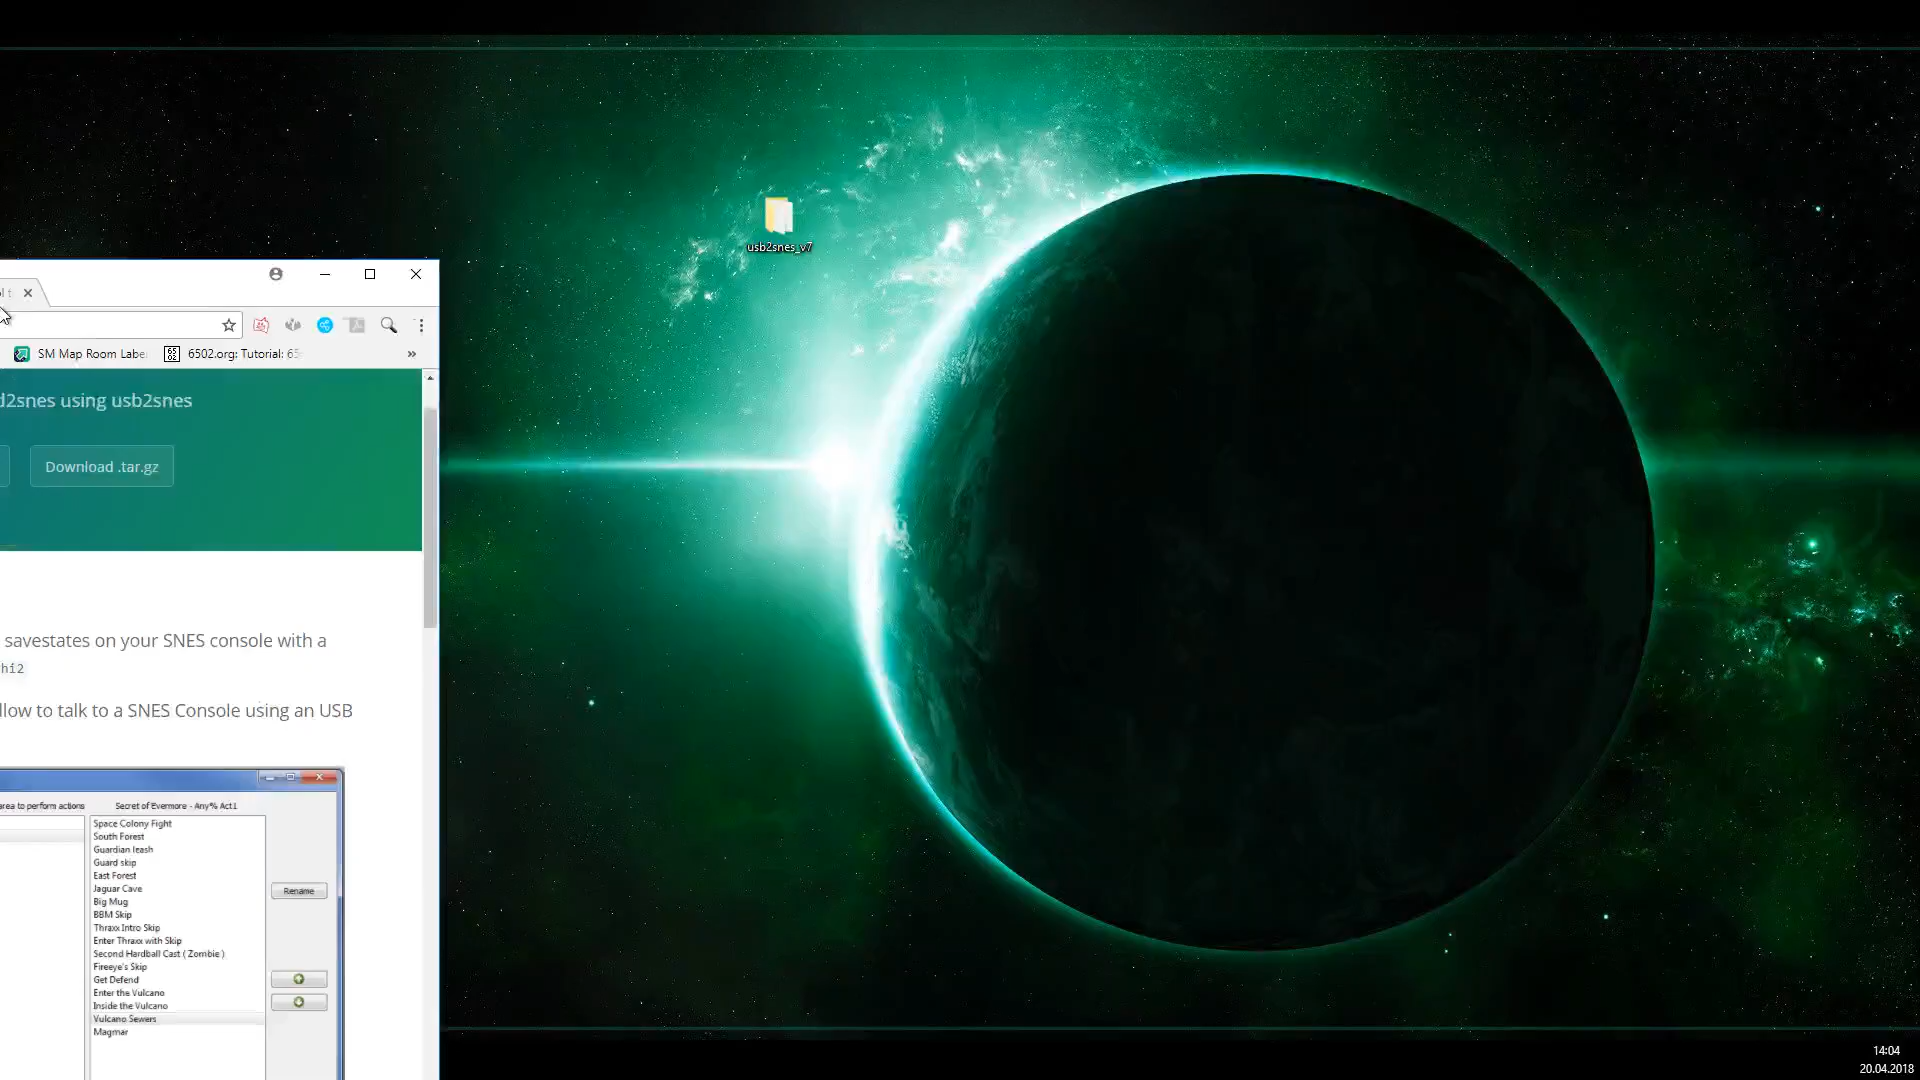 usb2snes_v7
SM Map Room Labe
6502.org: Tutorial: 65
d2snes using usb2snes
Download .tar.gz
savestates on your SNES console with a
hi2
llow to talk to a SNES Console using an USB
area to perform actions
Secret of Evermore - Any% Act1
Space Colony Fight
South Forest
Guardian leash
Guard skip
East Forest
Jaguar Cave
Big Mug
BBM Skip
Thraxx Intro Skip
Enter Thraxx with Skip
Second Hardball Cast ( Zombie )
Fireeye's Skip
Get Defend
Enter the Vulcano
Inside the Vulcano
Vulcano Sewers
Magmar
Rename
14:04
20.04.2018